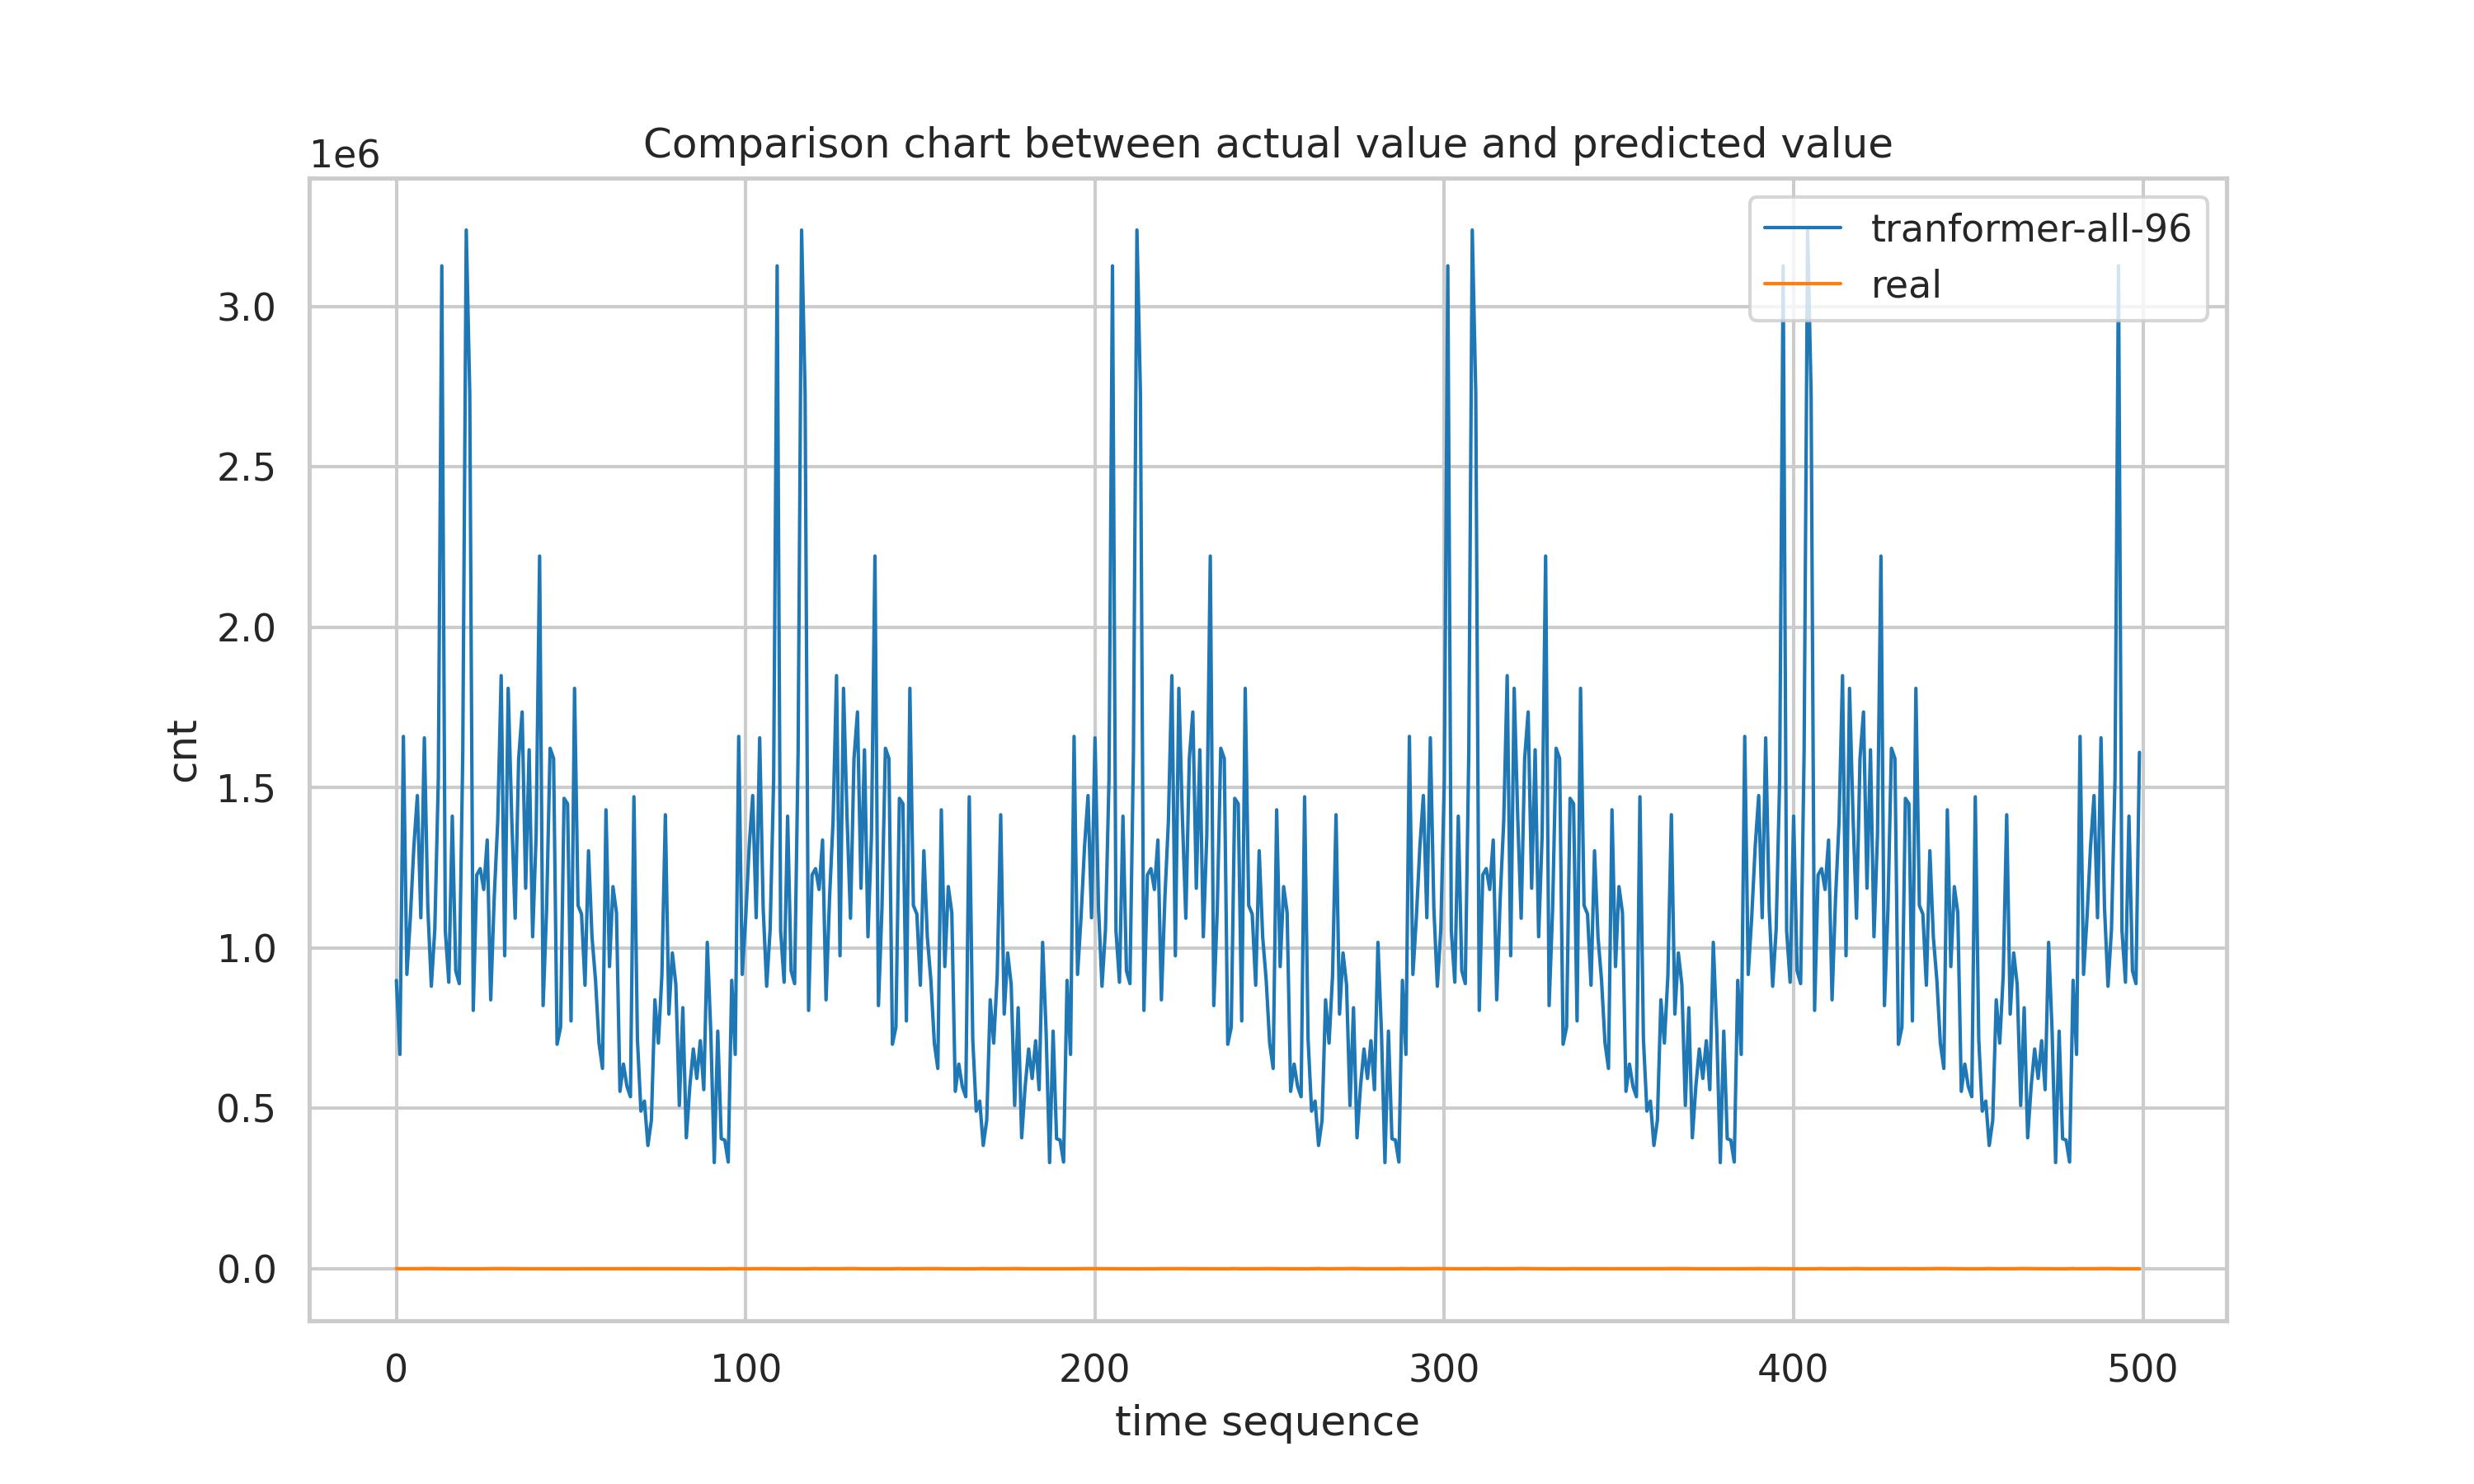 Comparison chart between actual value and predicted value
1e6
tranformer-all-96
real
3.0
2.5
2.0
1.5
1.0
0.5
0.0
cnt
0 100 200 300 400 500
time sequence